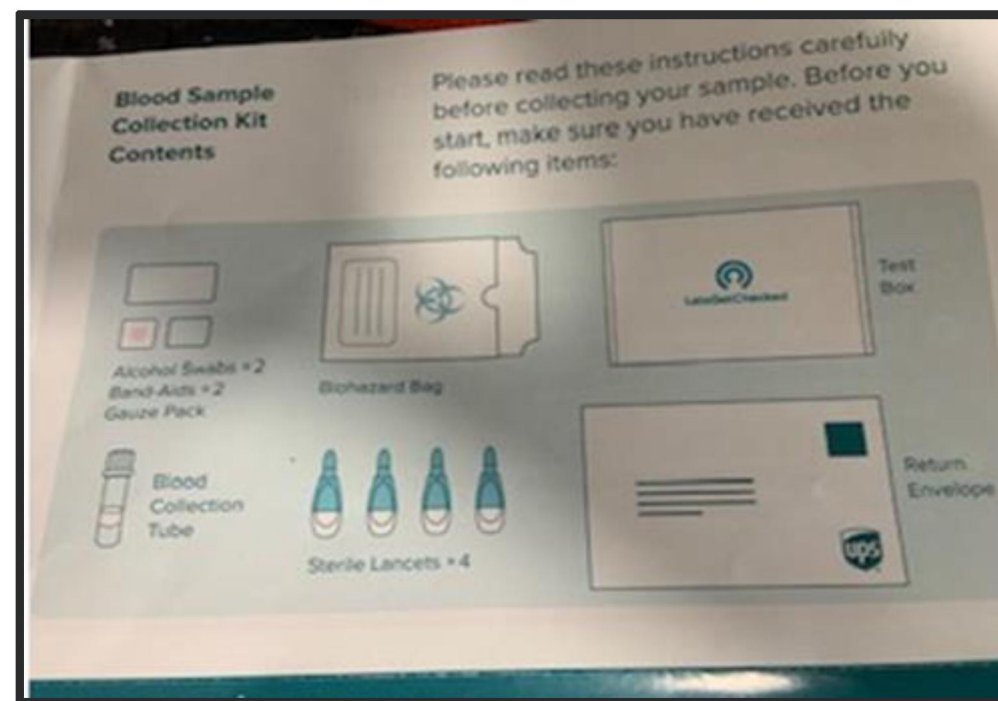 Blood Sample
Collection Kit
Contents
Please read these instructions carefully
before collecting your sample. Before you
start, make sure you have received the
following items:
Alcohol Swabs ×2
Band-Aids ×2
Gauze Pack
Biohazard Bag
LetsGetChecked
Test
Box
Blood
Collection
Tube
Sterile Lancets ×4
Return
Envelope
ups